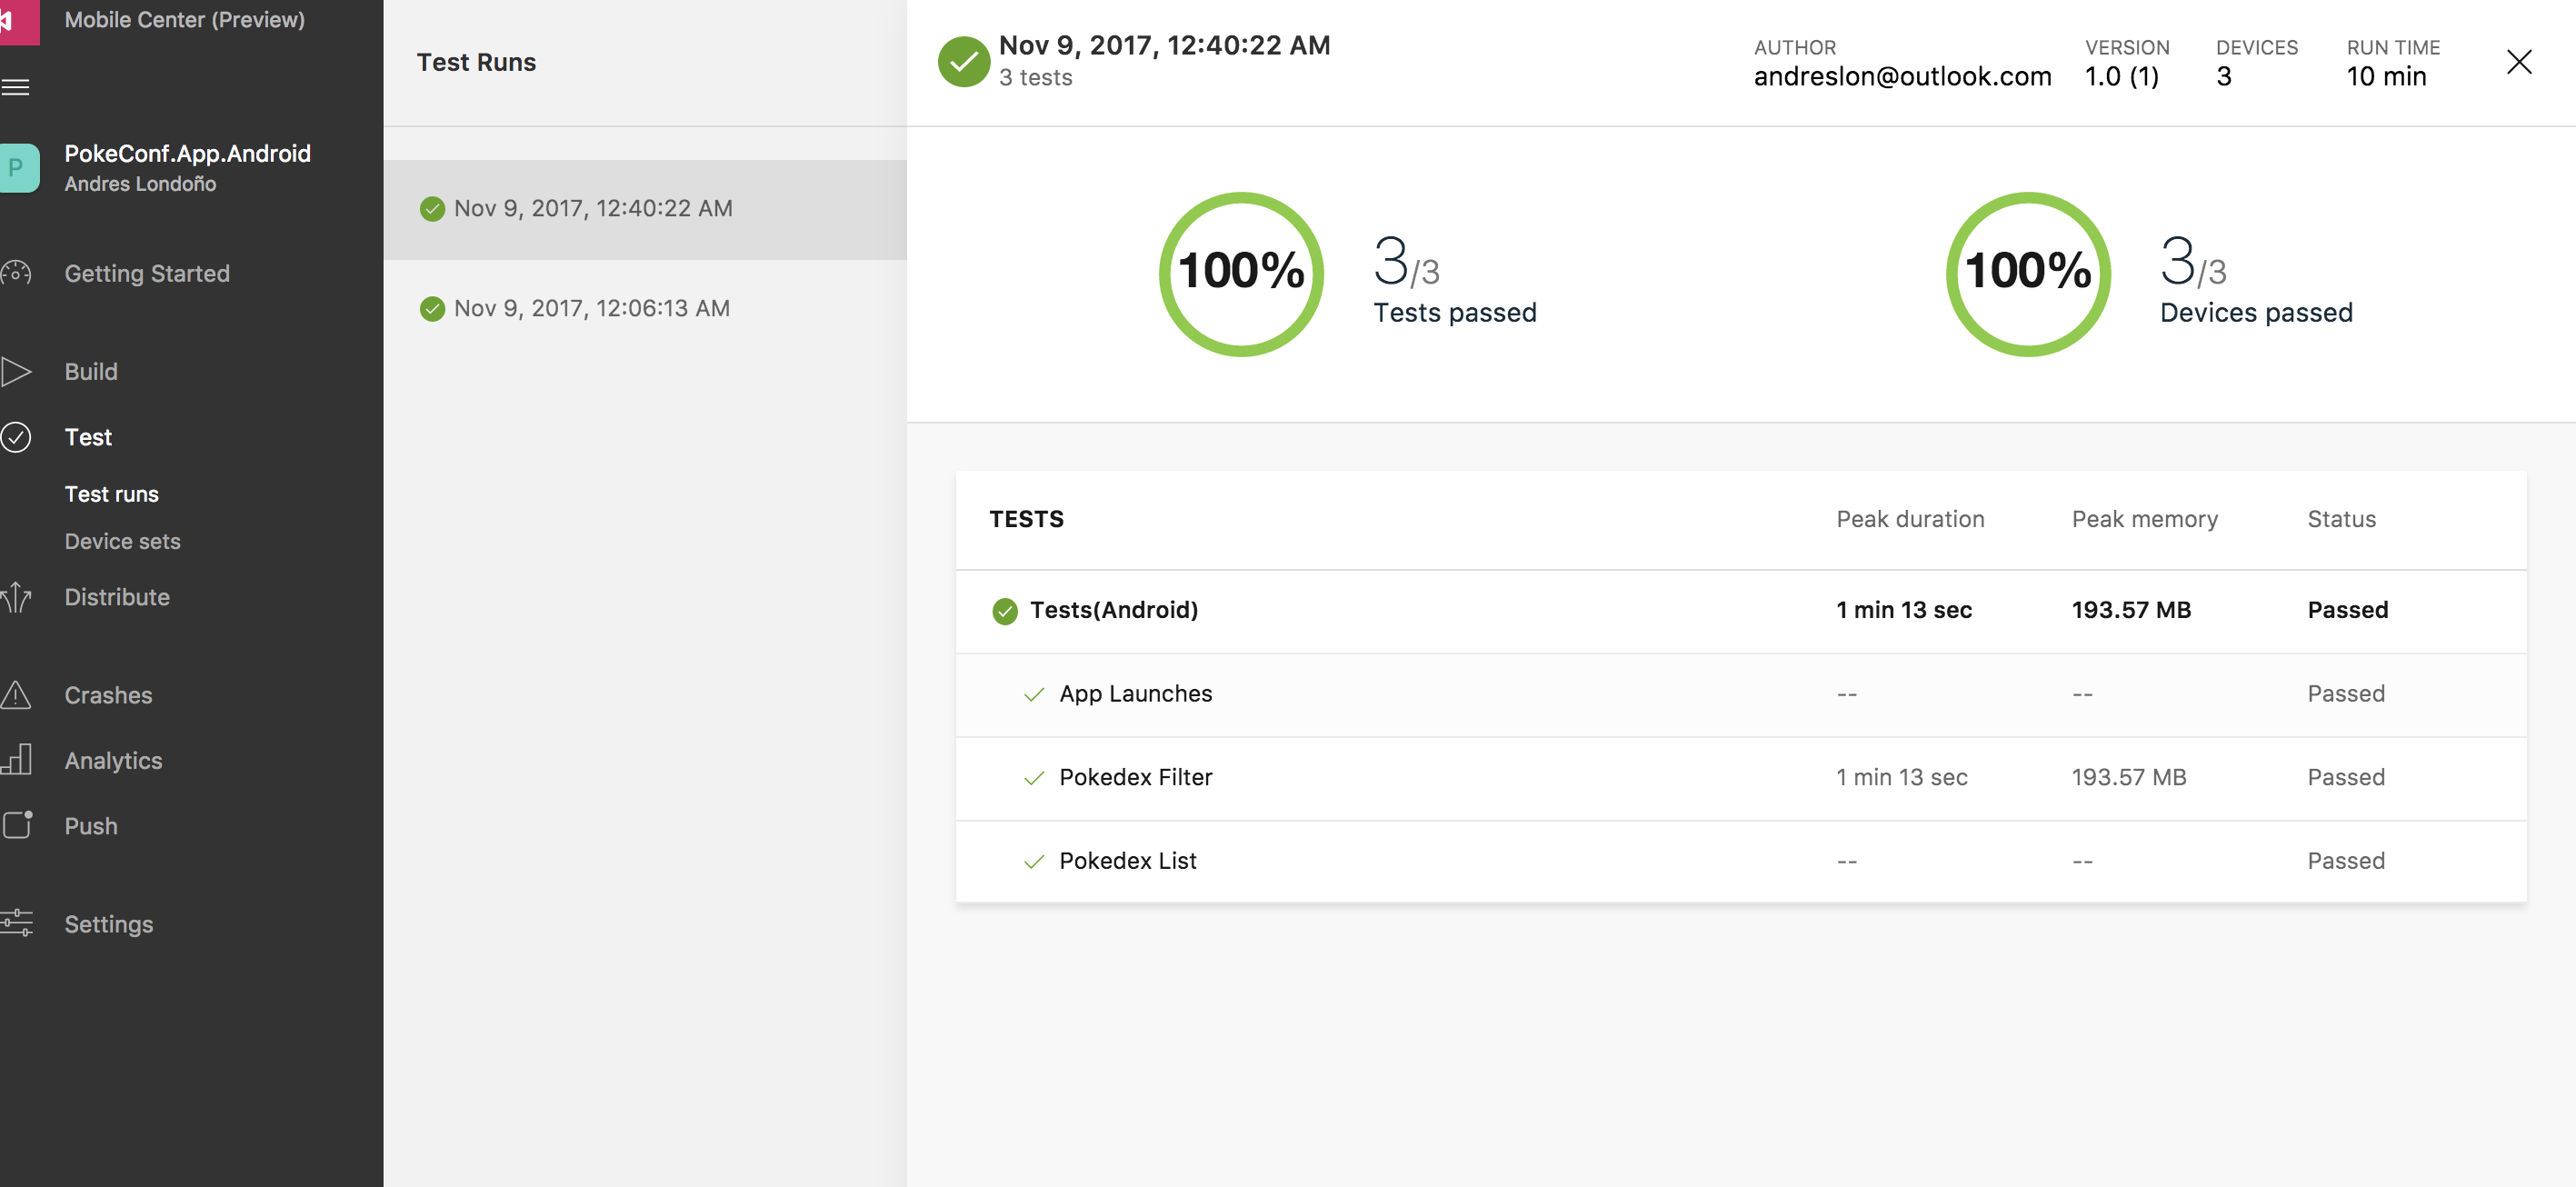 Mobile Center (Preview)
P
PokeConf.App.Android
Andres Londoño
Getting Started
Build
Test
Test runs
Device sets
Distribute
Crashes
Analytics
Push
Settings
Test Runs
Nov 9, 2017, 12:40:22 AM
Nov 9, 2017, 12:06:13 AM
Nov 9, 2017, 12:40:22 AM
3 tests
AUTHOR
andreslon@outlook.com
VERSION
1.0 (1)
DEVICES
3
RUN TIME
10 min
100%
3/3
Tests passed
100%
3/3
Devices passed
TESTS Peak duration Peak memory Status
Tests(Android) 1 min 13 sec 193.57 MB Passed
App Launches -- -- Passed
Pokedex Filter 1 min 13 sec 193.57 MB Passed
Pokedex List -- -- Passed